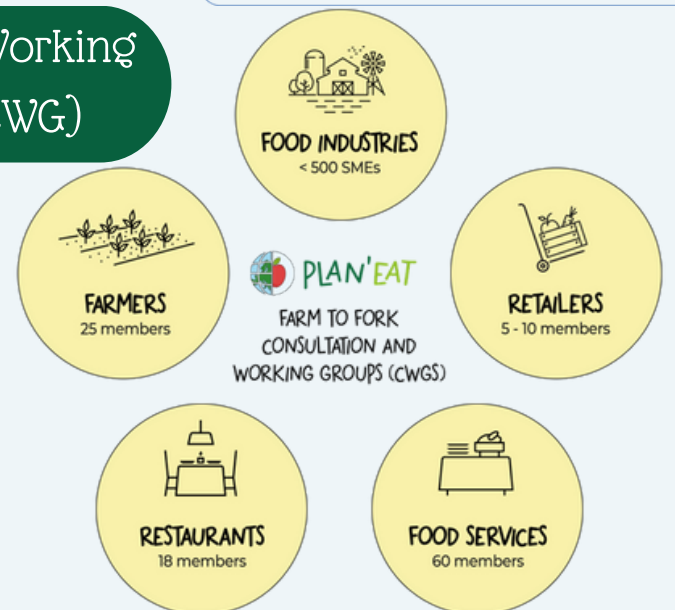 Working
WG)
FOOD INDUSTRIES
< 500 SMEs
FARMERS
25 members
PLAN'EAT
FARM TO FORK
CONSULTATION AND
WORKING GROUPS (CWGS)
RETAILERS
5 - 10 members
RESTAURANTS
18 members
FOOD SERVICES
60 members